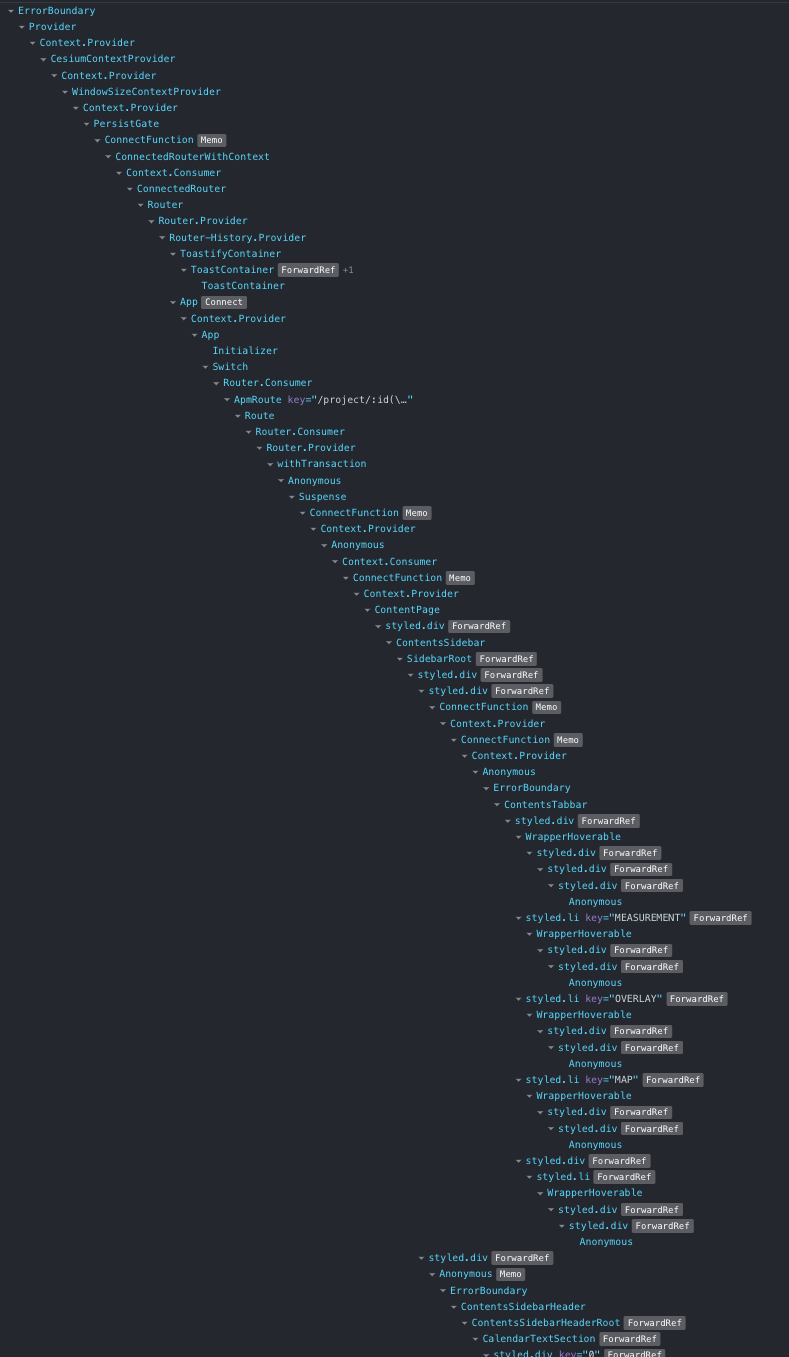 ErrorBoundary
Provider
Context.Provider
CesiumContextProvider
Context.Provider
WindowSizeContextProvider
Context.Provider
PersistGate
ConnectFunction Memo
ConnectedRouterWithContext
Context.Consumer
ConnectedRouter
Router
Router.Provider
Router-History.Provider
ToastifyContainer
ToastContainer ForwardRef +1
ToastContainer
App Connect
Context.Provider
App
Initializer
Switch
Router.Consumer
ApmRoute key="/project/:id(\…"
Route
Router.Consumer
Router.Provider
withTransaction
Anonymous
Suspense
ConnectFunction Memo
Context.Provider
Anonymous
Context.Consumer
ConnectFunction Memo
Context.Provider
ContentPage
styled.div ForwardRef
ContentsSidebar
SidebarRoot ForwardRef
styled.div ForwardRef
styled.div ForwardRef
ConnectFunction Memo
Context.Provider
ConnectFunction Memo
Context.Provider
Anonymous
ErrorBoundary
ContentsTabbar
styled.div ForwardRef
WrapperHoverable
styled.div ForwardRef
styled.div ForwardRef
styled.div ForwardRef
Anonymous
styled.li key="MEASUREMENT" ForwardRef
WrapperHoverable
styled.div ForwardRef
styled.div ForwardRef
Anonymous
styled.li key="OVERLAY" ForwardRef
WrapperHoverable
styled.div ForwardRef
styled.div ForwardRef
Anonymous
styled.li key="MAP" ForwardRef
WrapperHoverable
styled.div ForwardRef
styled.div ForwardRef
Anonymous
styled.div ForwardRef
styled.li ForwardRef
WrapperHoverable
styled.div ForwardRef
styled.div ForwardRef
Anonymous
styled.div ForwardRef
Anonymous Memo
ErrorBoundary
ContentsSidebarHeader
ContentsSidebarHeaderRoot ForwardRef
CalendarTextSection ForwardRef
styled.div key="0" ForwardRef